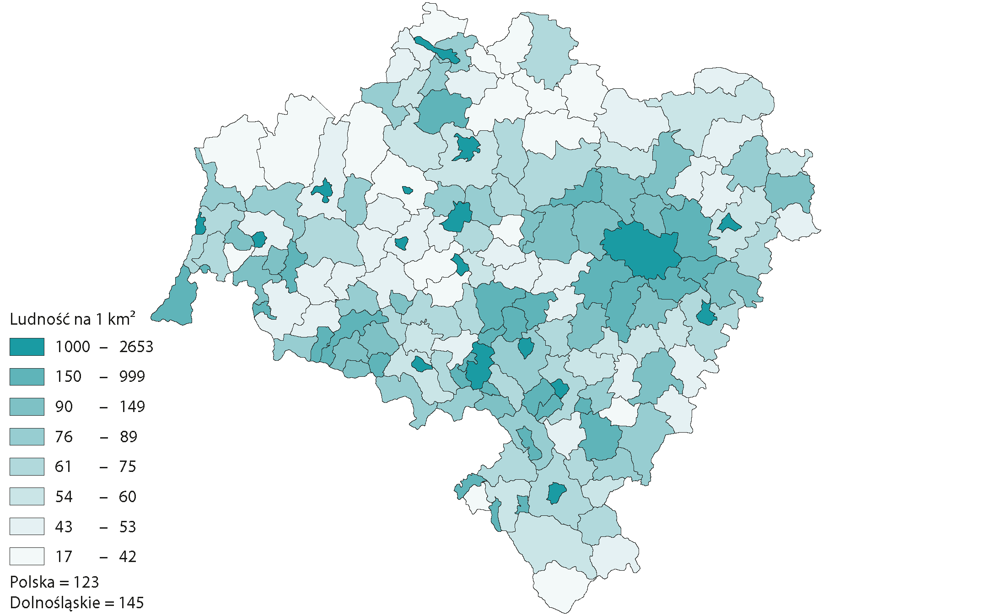 Ludność na 1 km²
1000 – 2653
150 – 999
90 – 149
76 – 89
61 – 75
54 – 60
43 – 53
17 – 42
Polska = 123
Dolnośląskie = 145